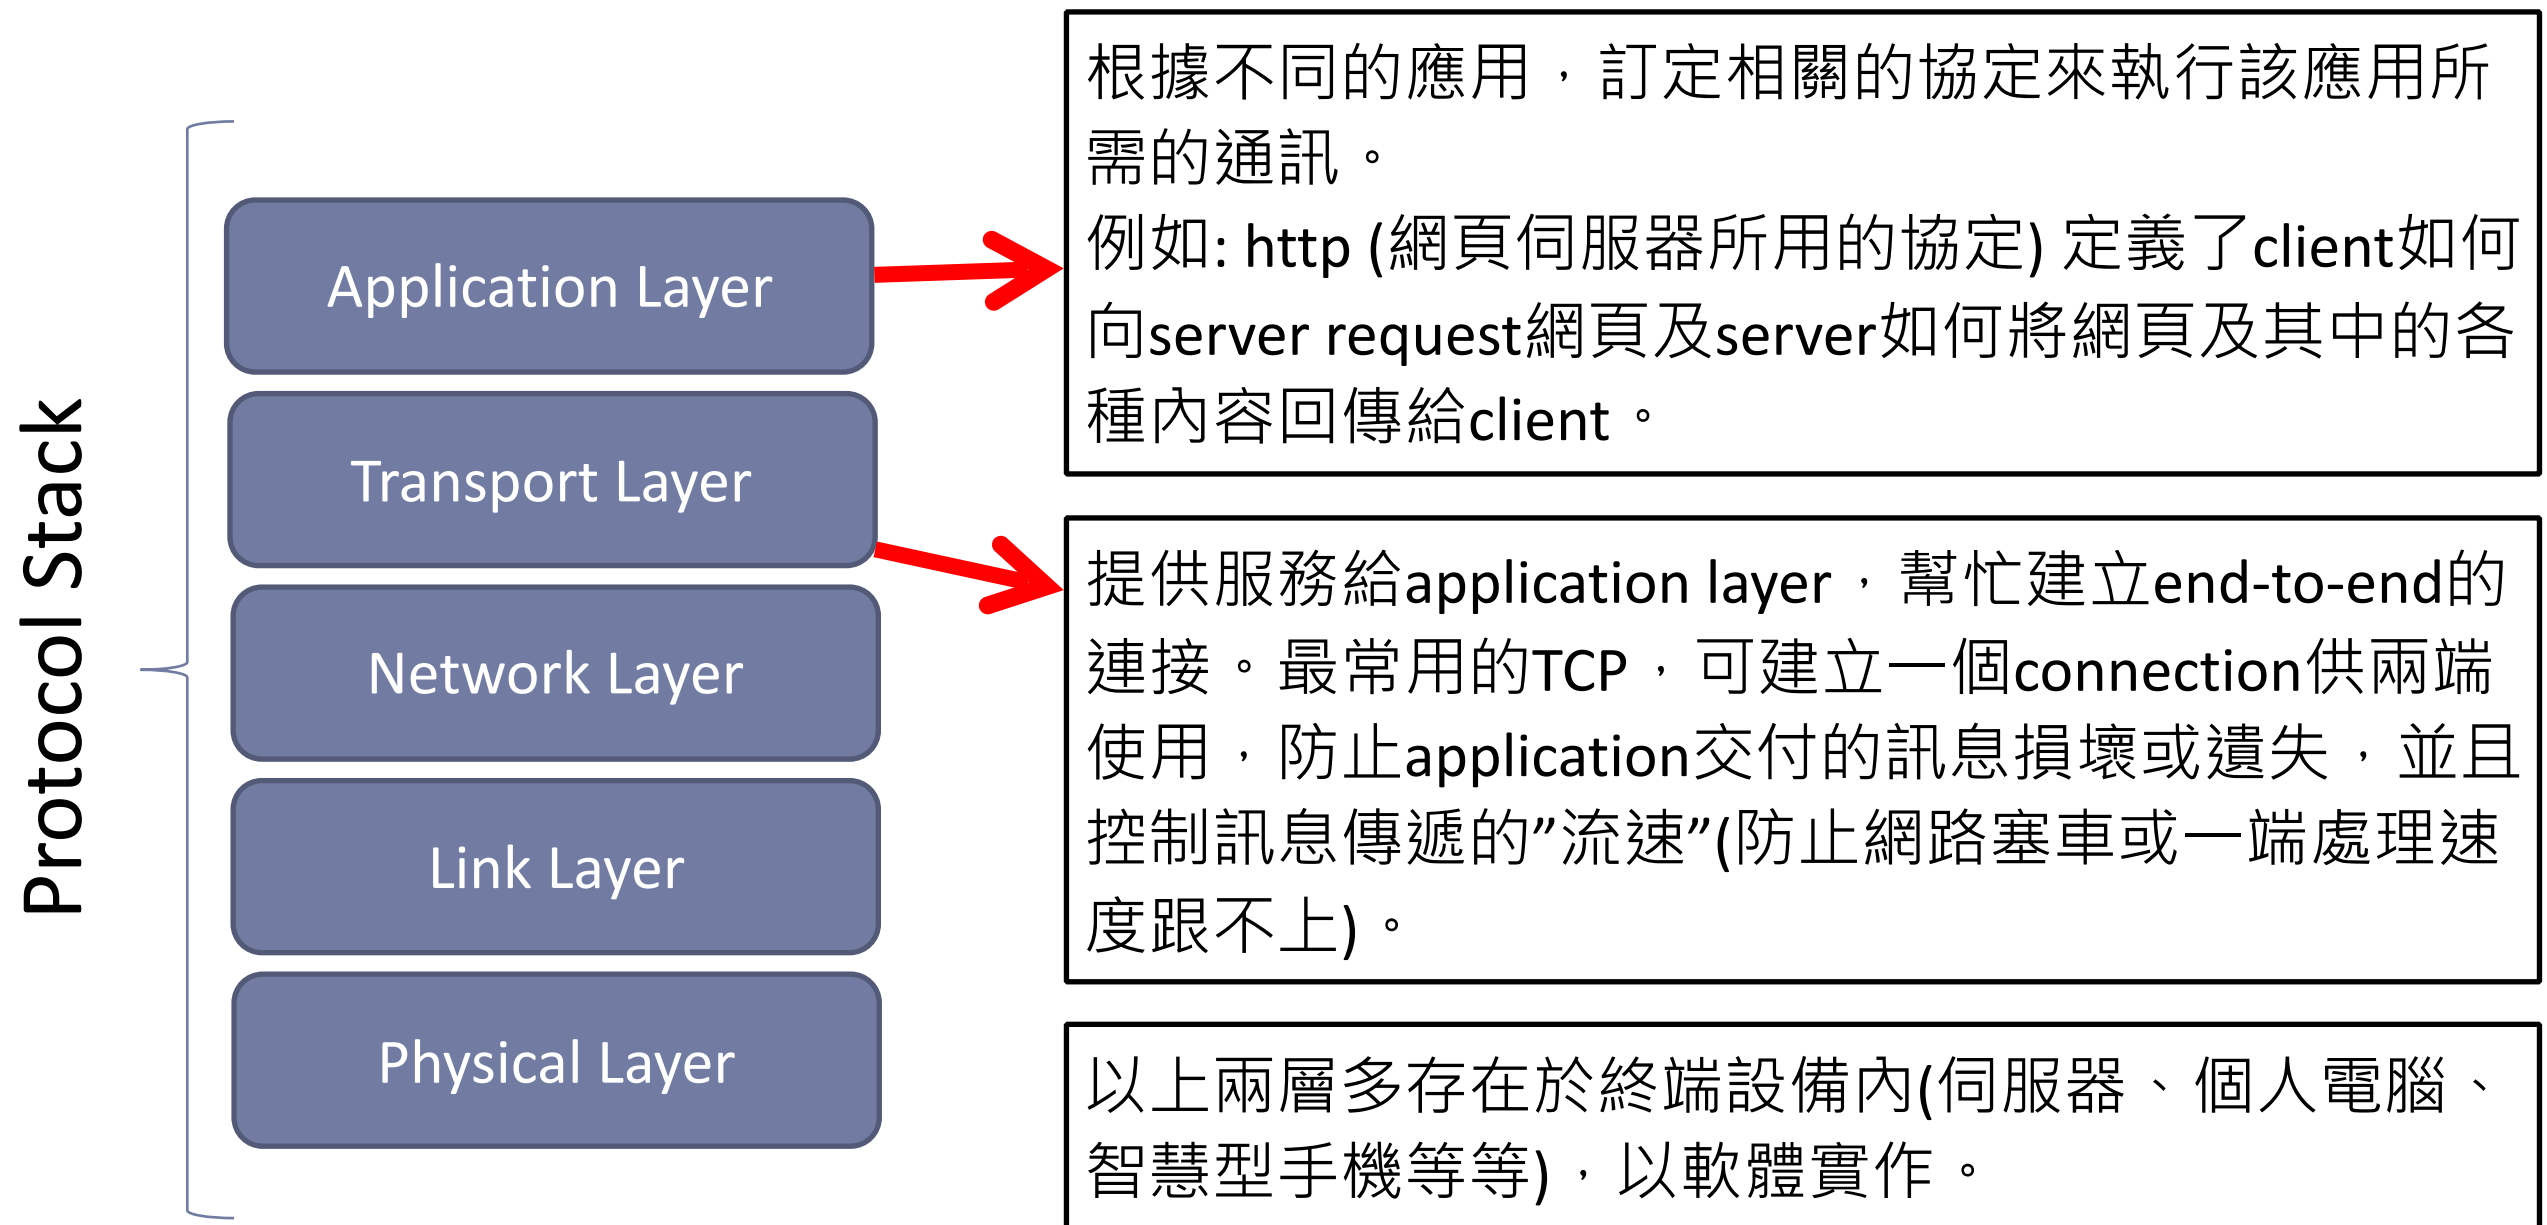 Protocol Stack
Application Layer
Transport Layer
Network Layer
Link Layer
Physical Layer
根據不同的應用，訂定相關的協定來執行該應用所
需的通訊。
例如: http (網頁伺服器所用的協定) 定義了client如何
向server request網頁及server如何將網頁及其中的各
種內容回傳給client。
提供服務給application layer，幫忙建立end-to-end的
連接。最常用的TCP，可建立一個connection供兩端
使用，防止application交付的訊息損壞或遺失，並且
控制訊息傳遞的”流速”(防止網路塞車或一端處理速
度跟不上)。
以上兩層多存在於終端設備內(伺服器、個人電腦、
智慧型手機等等)，以軟體實作。